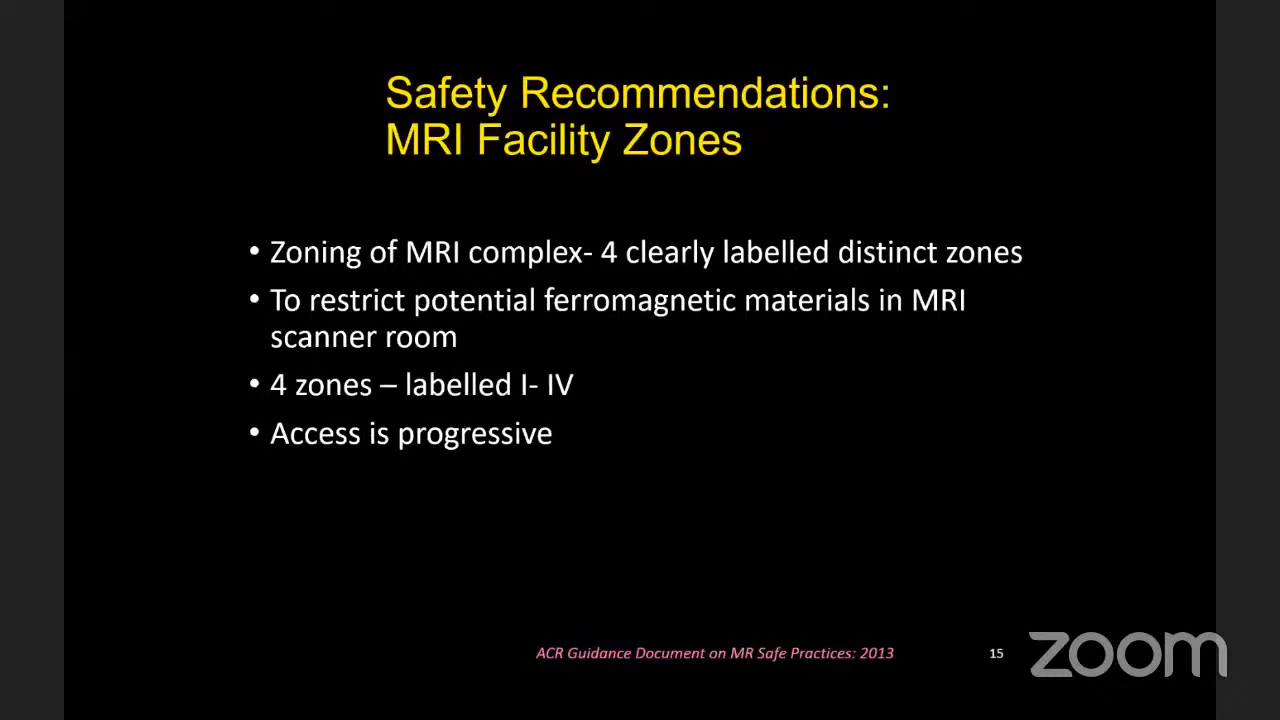 Safety Recommendations:
MRI Facility Zones
• Zoning of MRI complex- 4 clearly labelled distinct zones
• To restrict potential ferromagnetic materials in MRI
scanner room
• 4 zones – labelled I- IV
• Access is progressive
ACR Guidance Document on MR Safe Practices: 2013
15
zoom